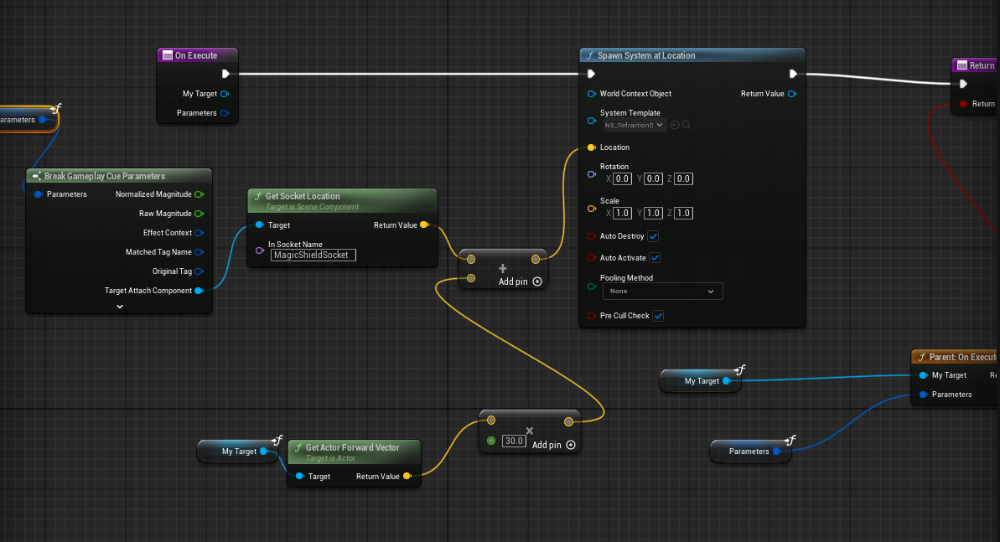 On Execute
My Target
Parameters
arameters
Break Gameplay Cue Parameters
Parameters
Normalized Magnitude
Raw Magnitude
Effect Context
Matched Tag Name
Original Tag
Target Attach Component
Get Socket Location
Target is Scene Component
Target
Return Value
In Socket Name
MagicShieldSocket
+
Add pin
Spawn System at Location
World Context Object
Return Value
System Template
NS_RefractionD
Location
Rotation
X 0.0 Y 0.0 Z 0.0
Scale
X 1.0 Y 1.0 Z 1.0
Auto Destroy
Auto Activate
Pooling Method
None
Pre Cull Check
Return
Return
My Target
Parent: On Execut
My Target
Re
Parameters
Parameters
My Target
Get Actor Forward Vector
Target is Actor
Target
Return Value
×
30.0
Add pin